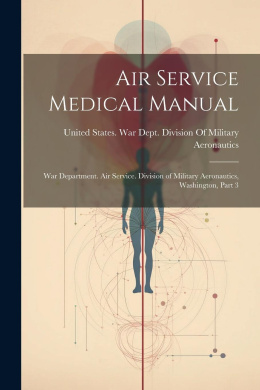 Air Service
Medical Manual
United States. War Dept. Division Of Military
Aeronautics
War Department. Air Service. Division of Military Aeronautics,
Washington, Part 3